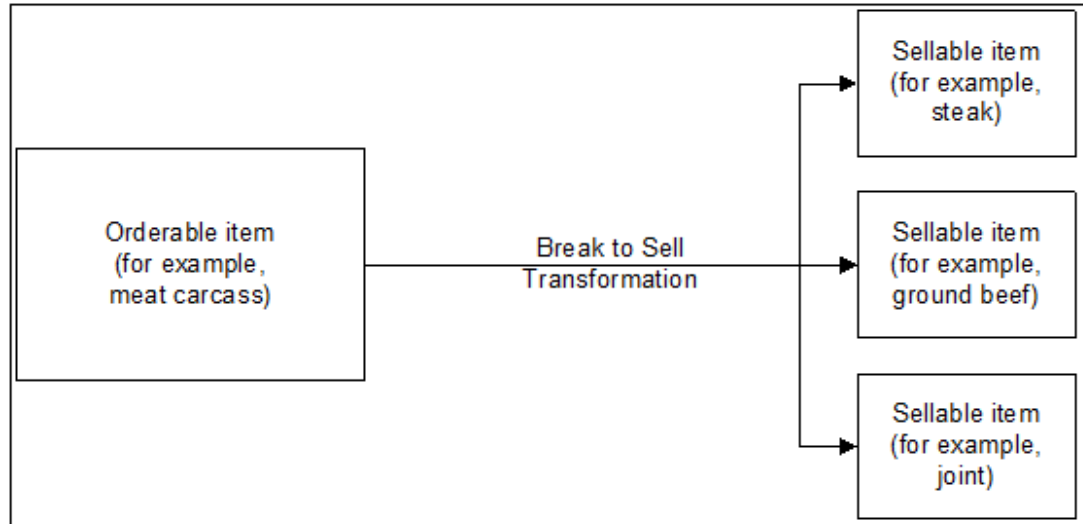 Orderable item
(for example,
meat carcass)
Break to Sell
Transformation
Sellable item
(for example,
steak)
Sellable item
(for example,
ground beef)
Sellable item
(for example,
joint)